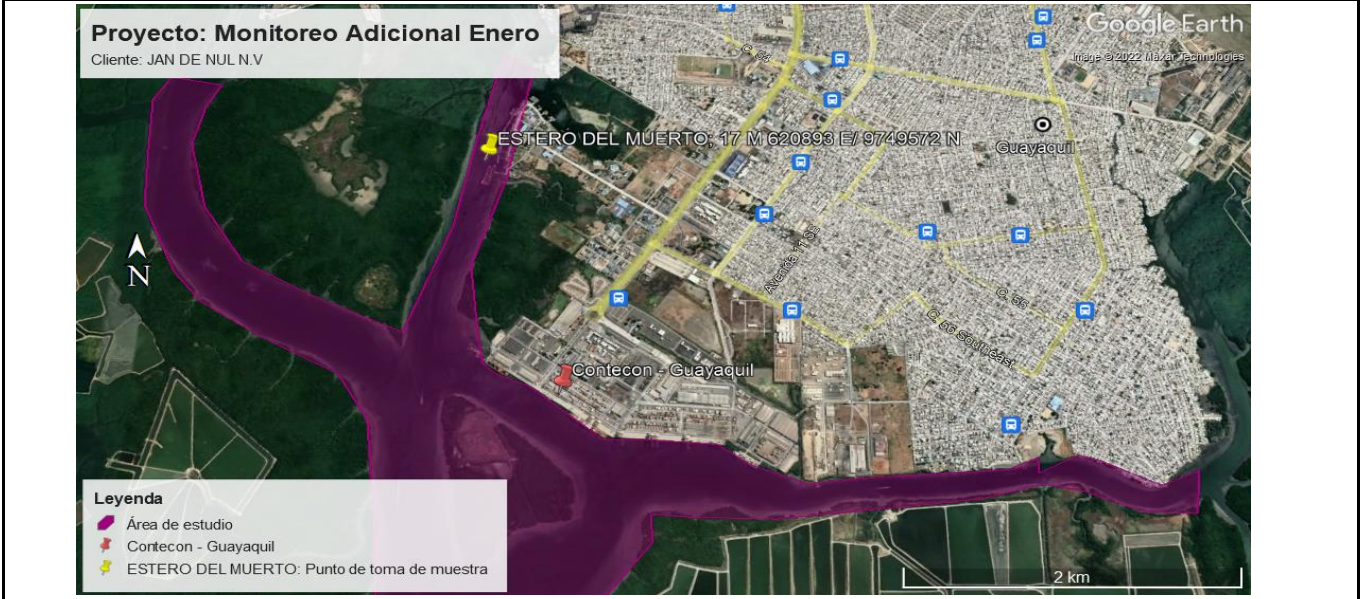 Proyecto: Monitoreo Adicional Enero
Cliente: JAN DE NUL N.V
Google Earth
Image © 2022 Maxar Technologies
ESTERO DEL MUERTO; 17 M 620893 E/ 9749572 N
Guayaquil
N
C. 55
C. 56 Southeast
Contecon - Guayaquil
Leyenda
Área de estudio
Contecon - Guayaquil
ESTERO DEL MUERTO: Punto de toma de muestra
2 km